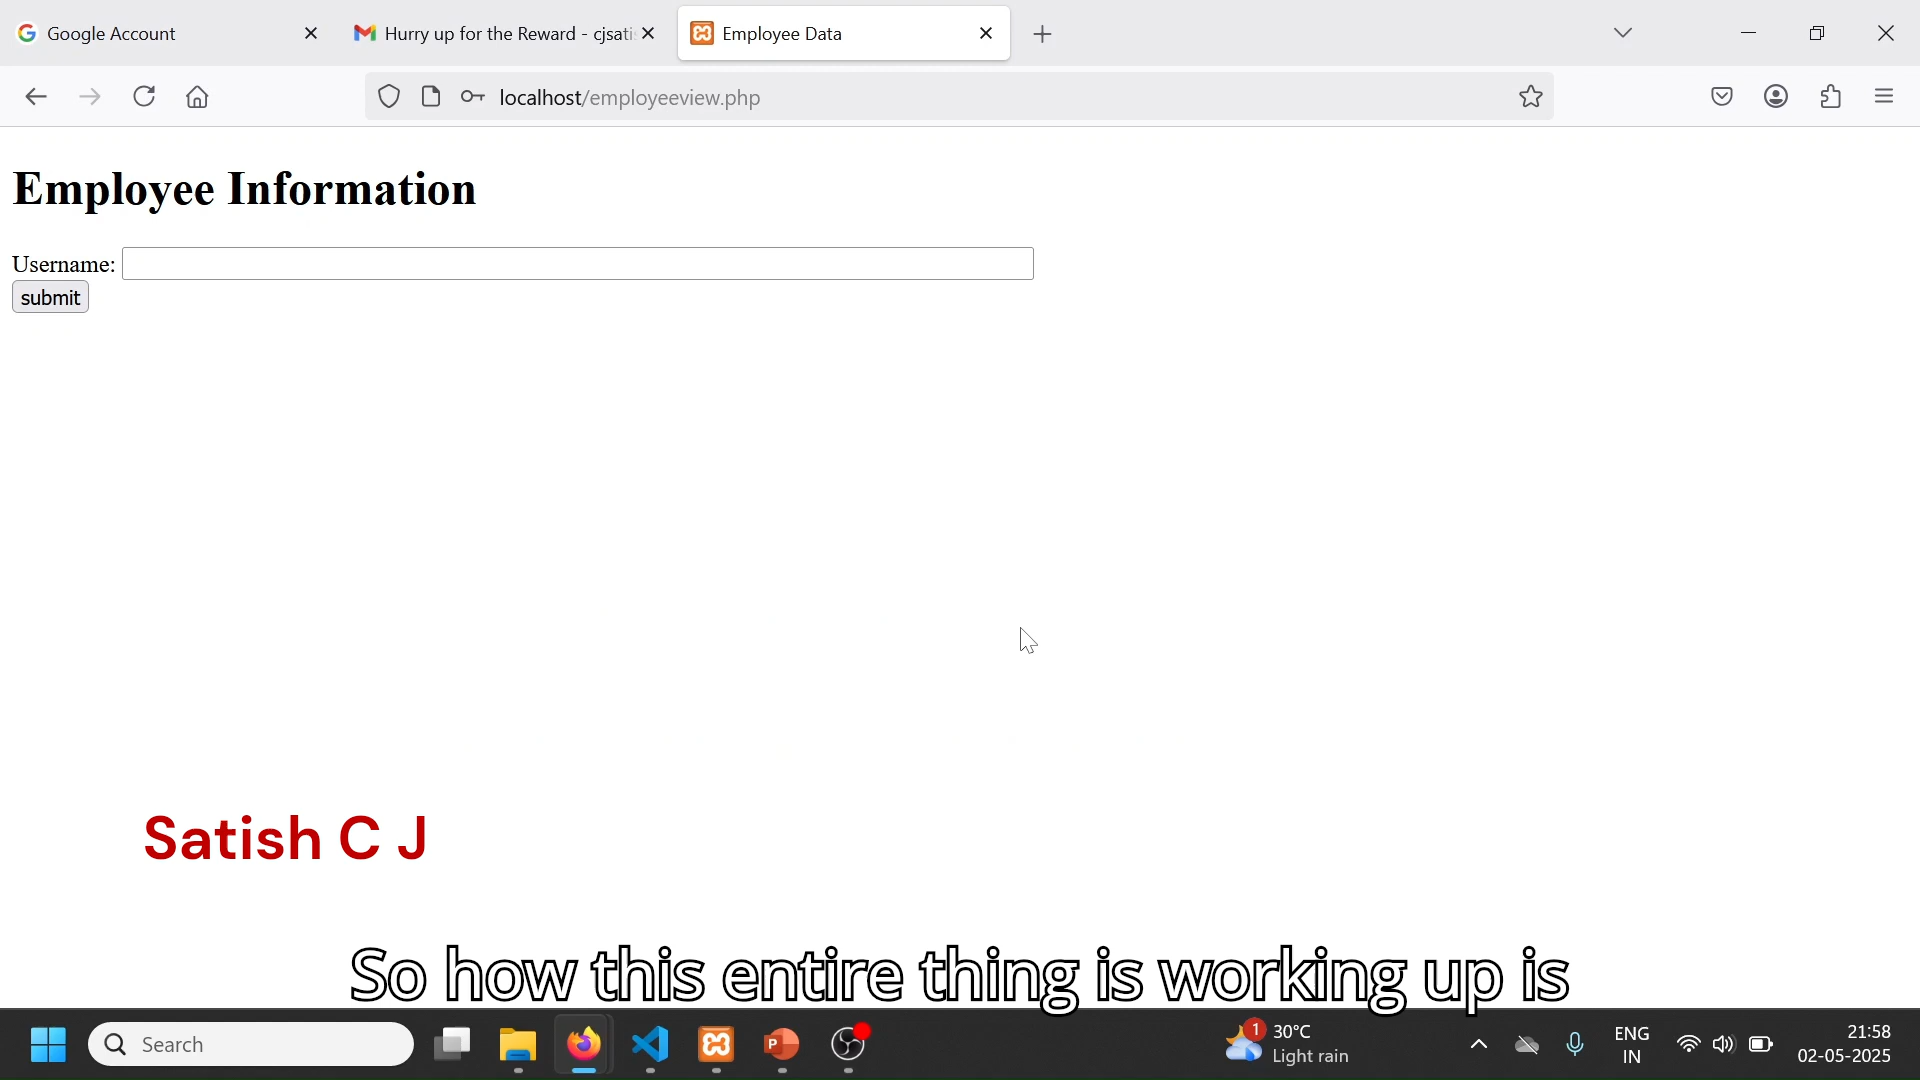 Google Account
Hurry up for the Reward - cjsati
Employee Data
localhost/employeeview.php
Employee Information
Username:
submit
Satish C J
So how this entire thing is working up is
Search
P
1
30°C
Light rain
ENG
IN
21:58
02-05-2025